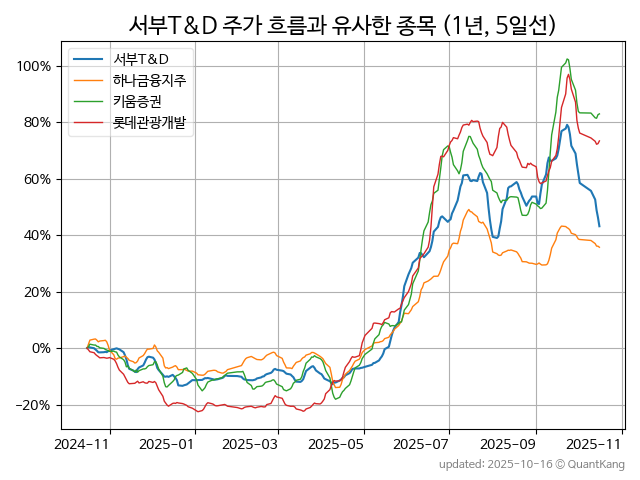 서부T&D 주가 흐름과 유사한 종목 (1년, 5일선)
서부T&D
하나금융지주
키움증권
롯데관광개발
100%
80%
60%
40%
20%
0%
−20%
2024-11 2025-01 2025-03 2025-05 2025-07 2025-09 2025-11
updated: 2025-10-16 © QuantKang